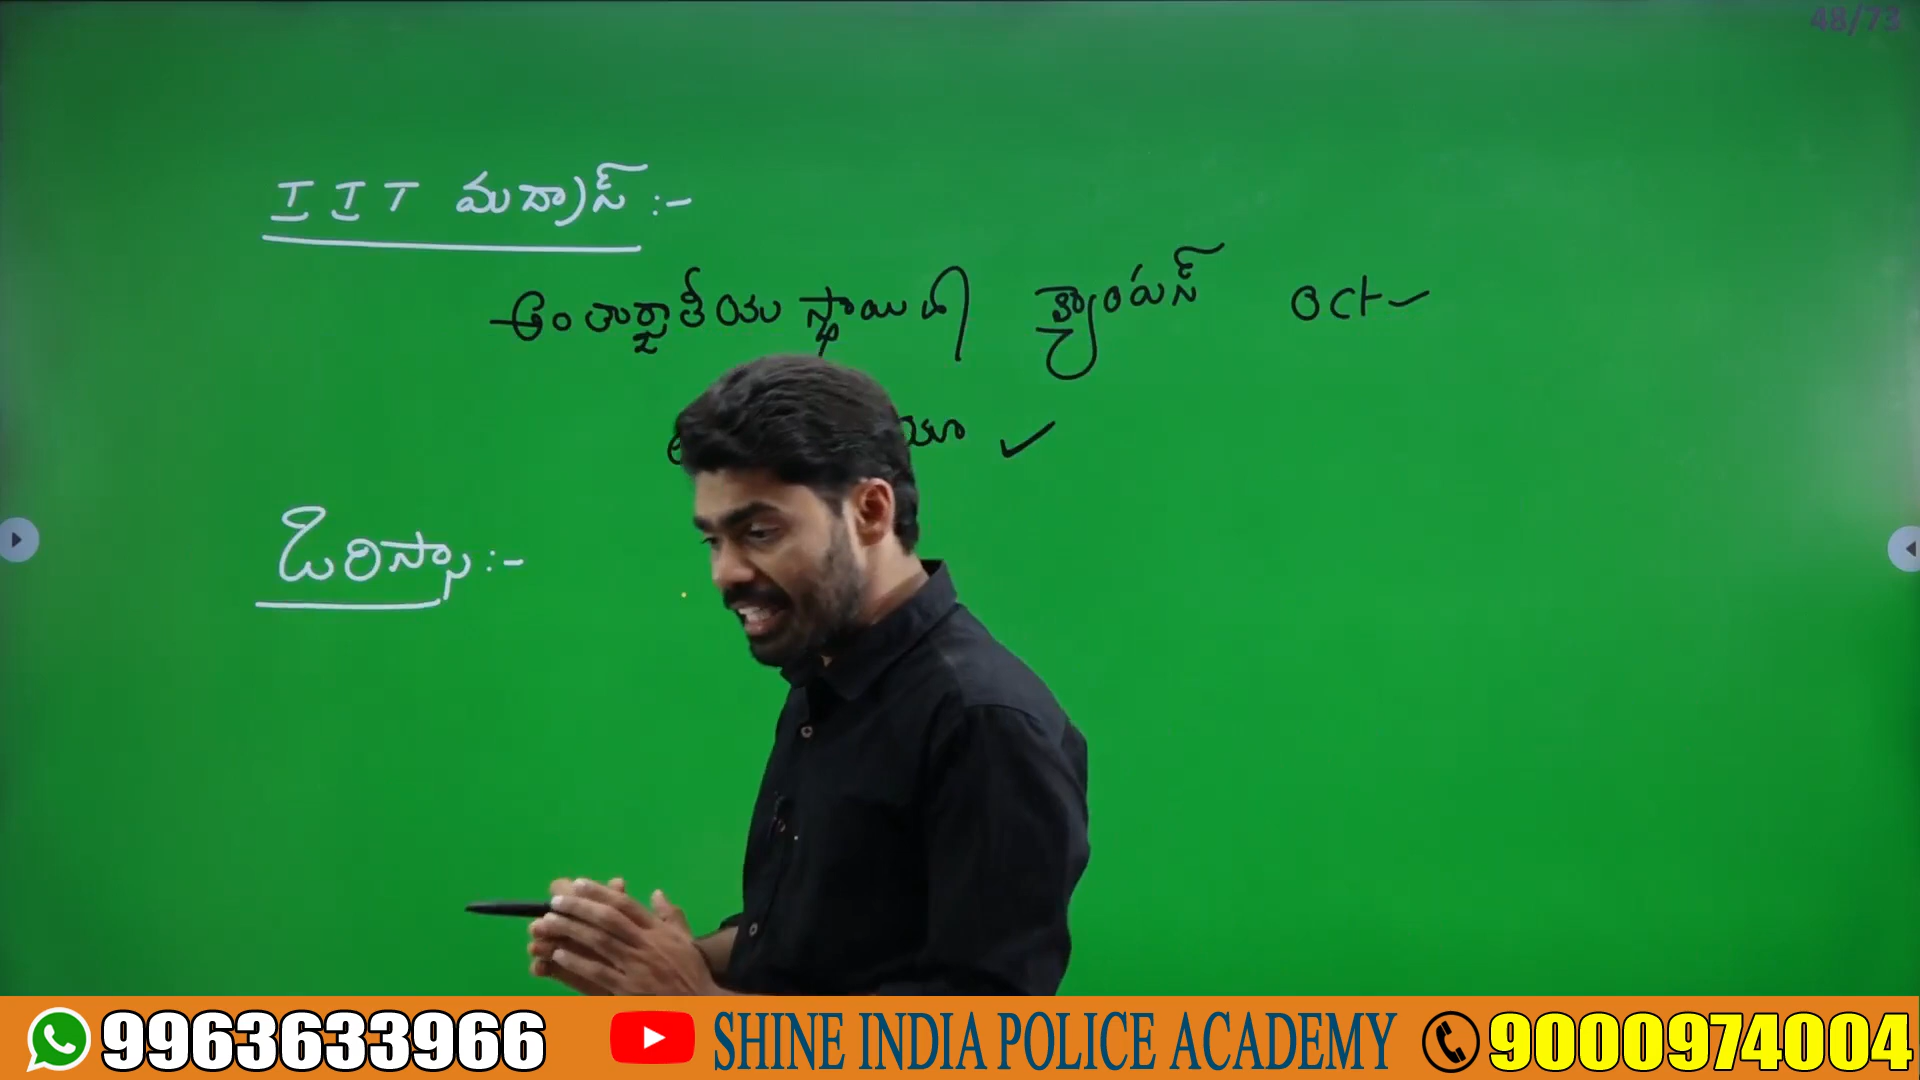 48/73
IIT మద్రాస్ :-
ఆంతర్జాతీయ స్థాయి క్యాంపస్ oct
ఒరిస్సా :-
9963633966 SHINE INDIA POLICE ACADEMY 9000974004